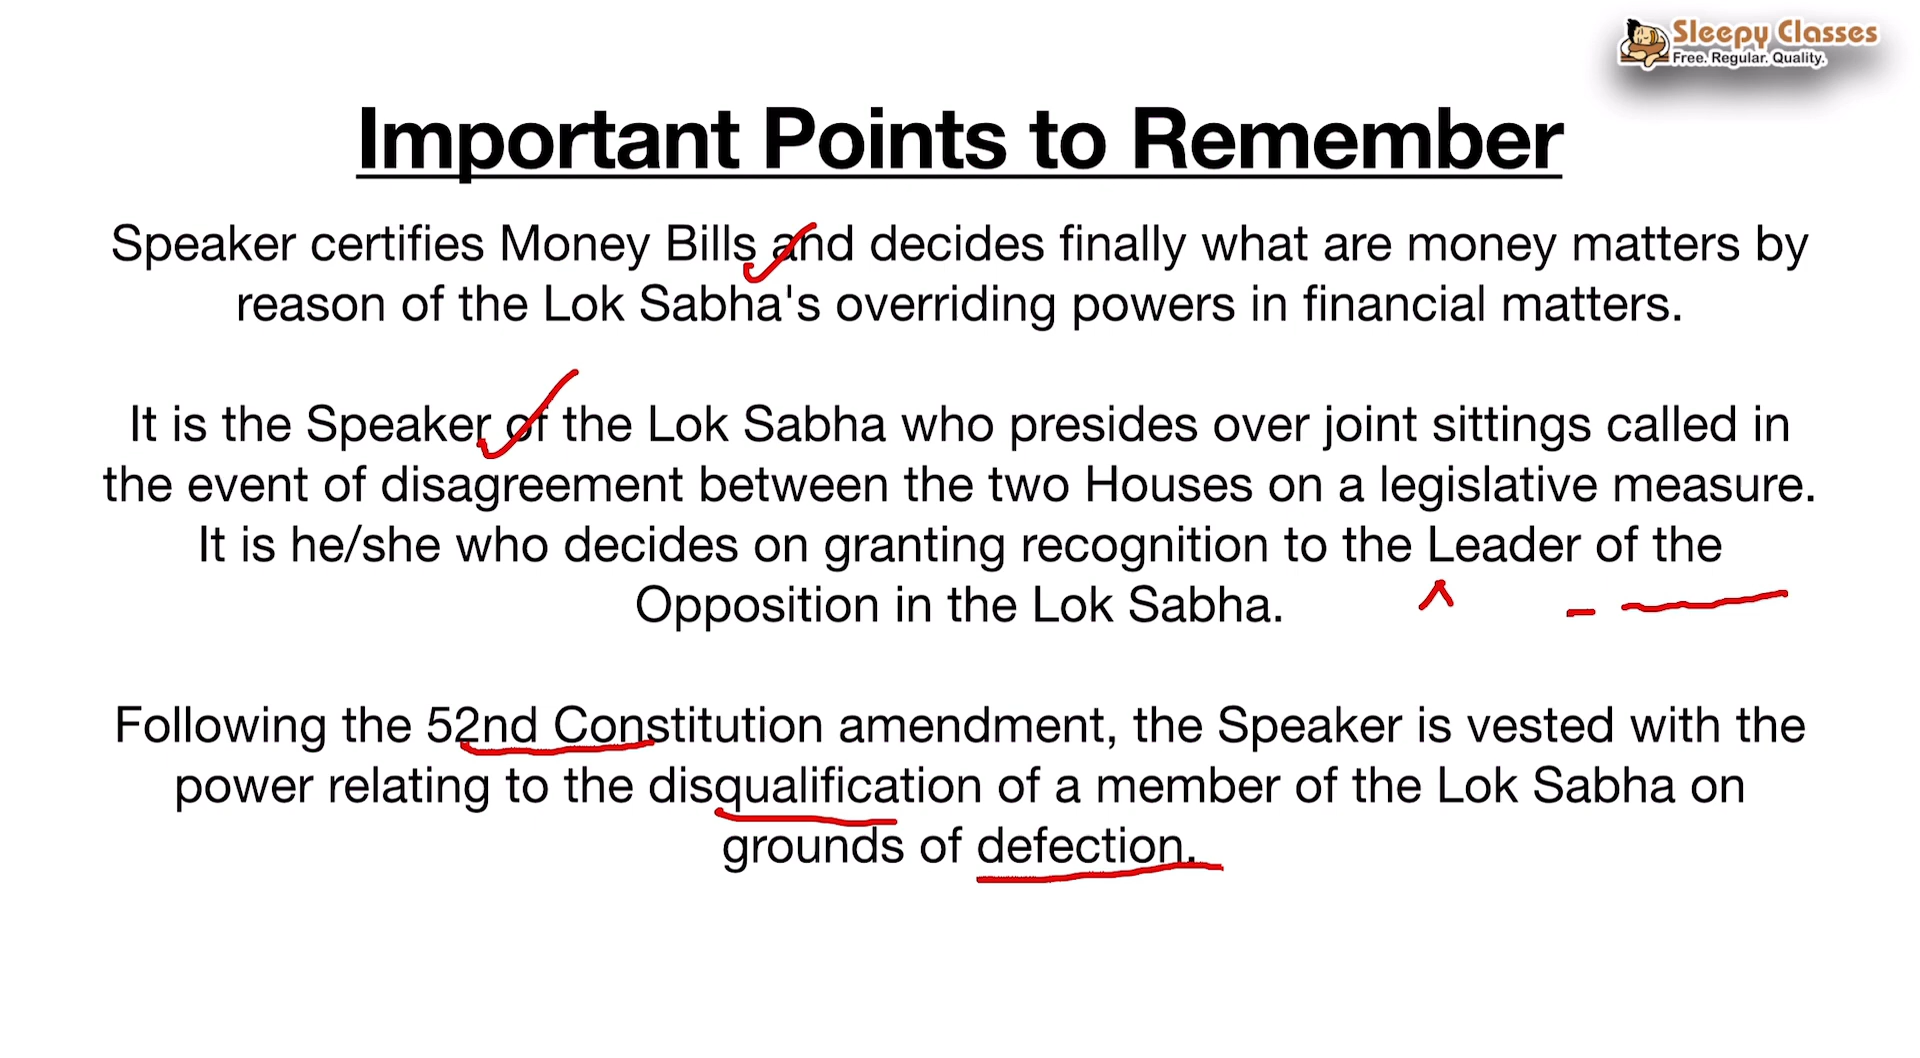 Sleepy Classes
Free. Regular. Quality.
Important Points to Remember
Speaker certifies Money Bills and decides finally what are money matters by
reason of the Lok Sabha's overriding powers in financial matters.
It is the Speaker of the Lok Sabha who presides over joint sittings called in
the event of disagreement between the two Houses on a legislative measure.
It is he/she who decides on granting recognition to the Leader of the
Opposition in the Lok Sabha.
Following the 52nd Constitution amendment, the Speaker is vested with the
power relating to the disqualification of a member of the Lok Sabha on
grounds of defection.